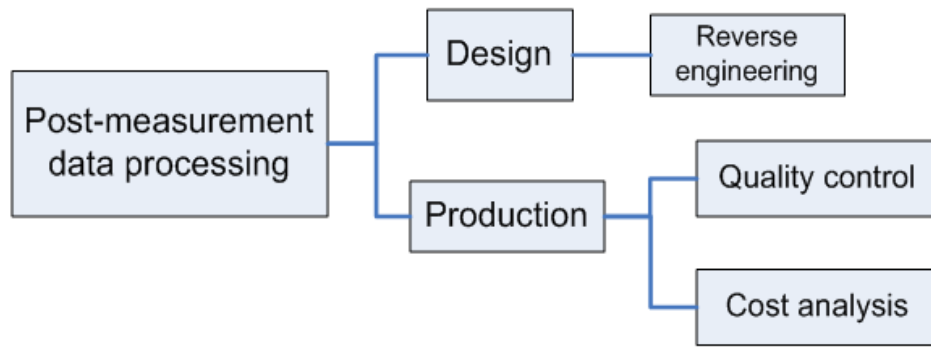 Post-measurement
data processing
Design
Reverse
engineering
Production
Quality control
Cost analysis